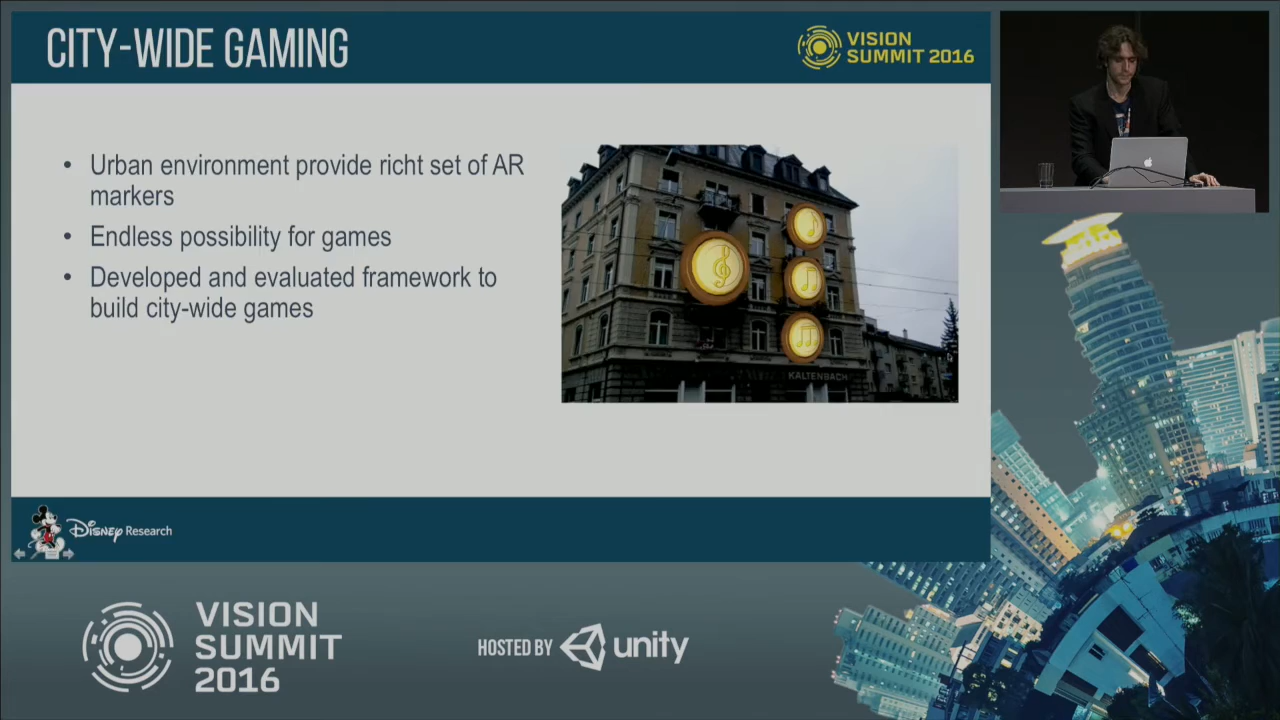 CITY-WIDE GAMING
VISION
SUMMIT 2016
• Urban environment provide richt set of AR
markers
• Endless possibility for games
• Developed and evaluated framework to
build city-wide games
KALTENBACH
Disney Research
VISION
SUMMIT
2016
HOSTED BY unity